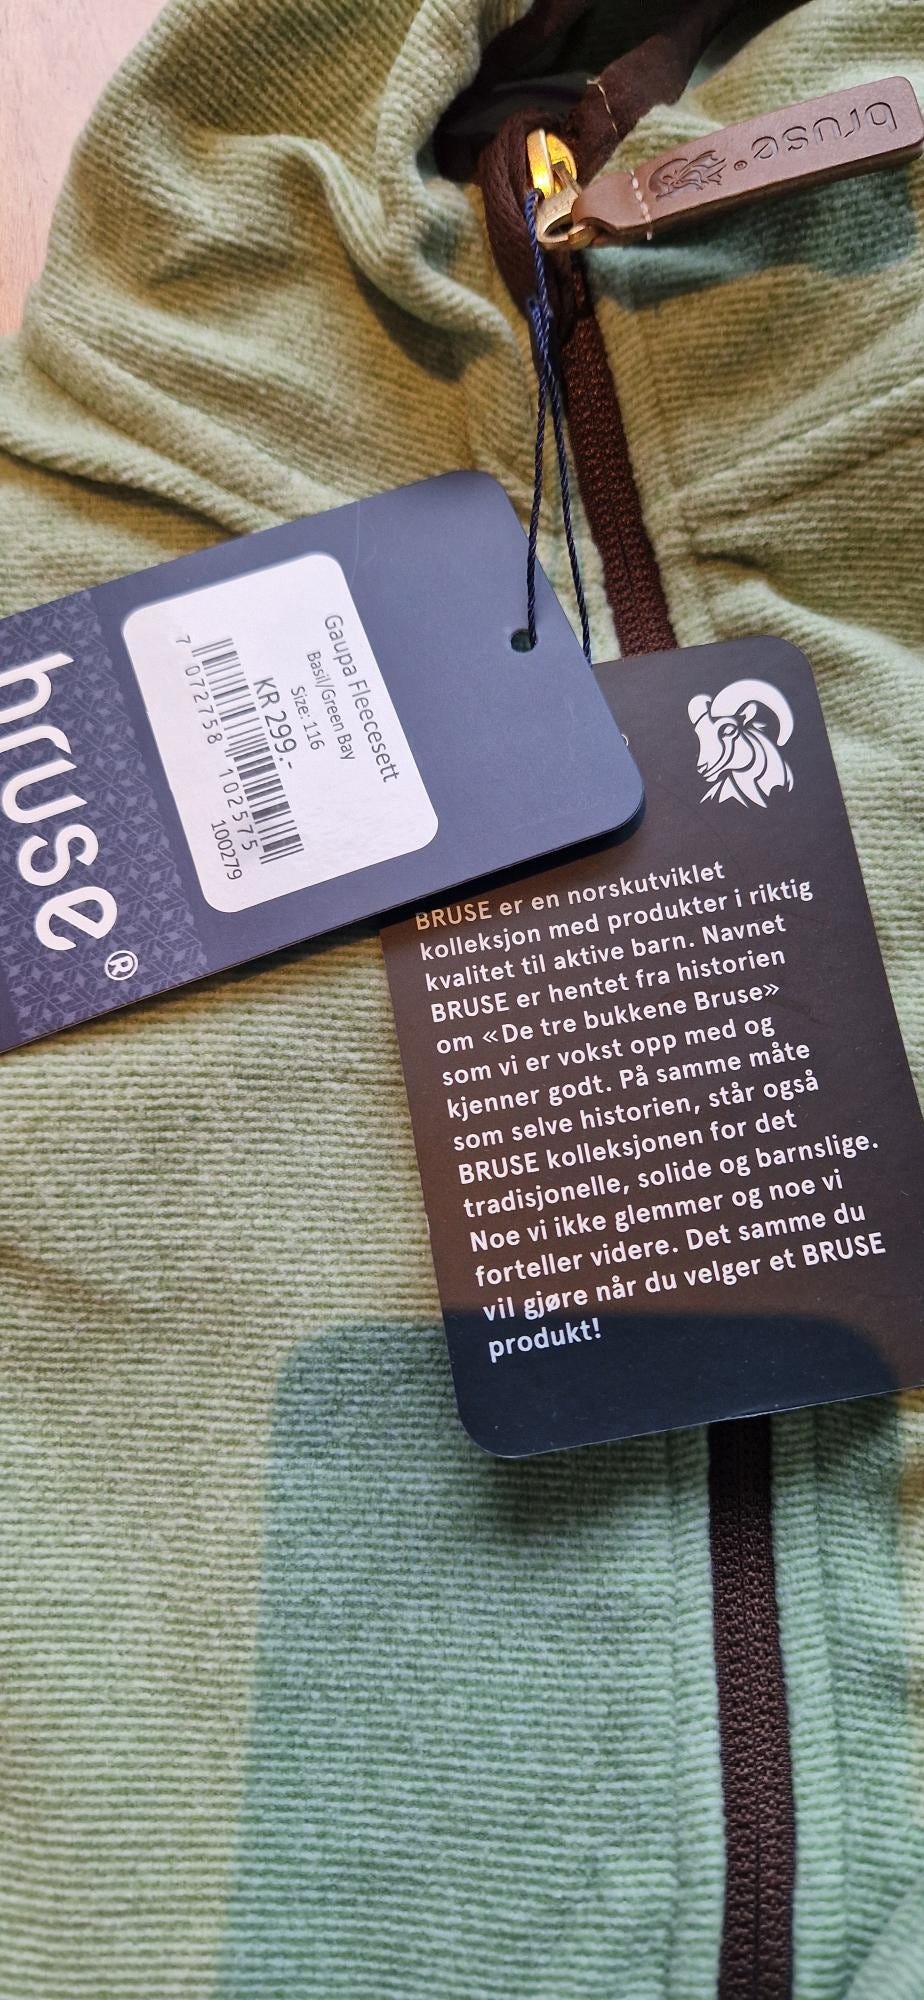 bruse®
Gaupa Fleecesett
Basil/Green Bay
Size: 116
KR 299.-
7 072758 102575
100279
bruse®
BRUSE er en norskutviklet
kolleksjon med produkter i riktig
kvalitet til aktive barn. Navnet
BRUSE er hentet fra historien
om «De tre bukkene Bruse»
som vi er vokst opp med og
kjenner godt. På samme måte
som selve historien, står også
BRUSE kolleksjonen for det
tradisjonelle, solide og barnslige.
Noe vi ikke glemmer og noe vi
forteller videre. Det samme du
vil gjøre når du velger et BRUSE
produkt!